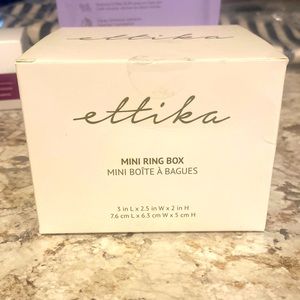 ettika
MINI RING BOX
MINI BOÎTE À BAGUES
3 in L x 2.5 in W x 2 in H
7.6 cm L x 6.3 cm W x 5 cm H